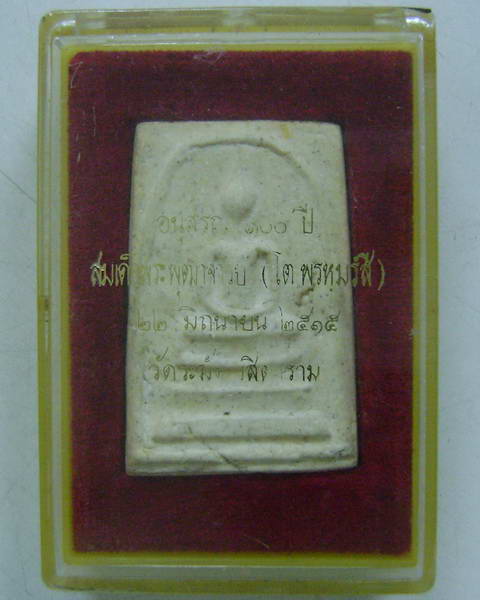 อนุสรณ์ ๑๐๐ ปี
สมเด็จพระพุฒาจารย์ (โต พรหมรังสี)
๒๒ มิถุนายน ๒๕๑๕
วัดระฆังโฆสิตาราม